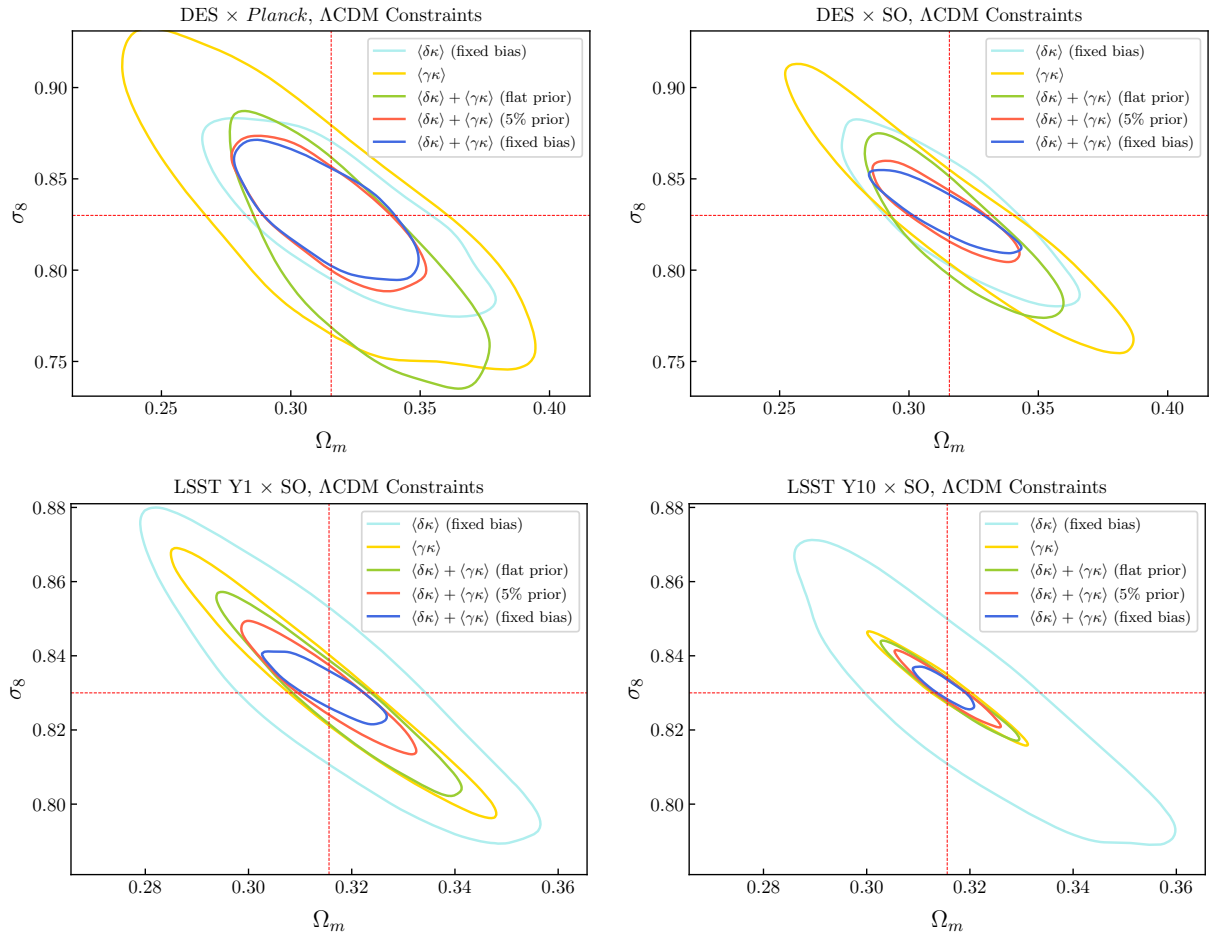 DES × Planck, ΛCDM Constraints
⟨δκ⟩ (fixed bias)
⟨γκ⟩
⟨δκ⟩ + ⟨γκ⟩ (flat prior)
⟨δκ⟩ + ⟨γκ⟩ (5% prior)
⟨δκ⟩ + ⟨γκ⟩ (fixed bias)
0.90
0.85
0.80
0.75
σ8
0.25 0.30 0.35 0.40
Ωm
DES × SO, ΛCDM Constraints
⟨δκ⟩ (fixed bias)
⟨γκ⟩
⟨δκ⟩ + ⟨γκ⟩ (flat prior)
⟨δκ⟩ + ⟨γκ⟩ (5% prior)
⟨δκ⟩ + ⟨γκ⟩ (fixed bias)
0.90
0.85
0.80
0.75
σ8
0.25 0.30 0.35 0.40
Ωm
LSST Y1 × SO, ΛCDM Constraints
⟨δκ⟩ (fixed bias)
⟨γκ⟩
⟨δκ⟩ + ⟨γκ⟩ (flat prior)
⟨δκ⟩ + ⟨γκ⟩ (5% prior)
⟨δκ⟩ + ⟨γκ⟩ (fixed bias)
0.88
0.86
0.84
0.82
0.80
σ8
0.28 0.30 0.32 0.34 0.36
Ωm
LSST Y10 × SO, ΛCDM Constraints
⟨δκ⟩ (fixed bias)
⟨γκ⟩
⟨δκ⟩ + ⟨γκ⟩ (flat prior)
⟨δκ⟩ + ⟨γκ⟩ (5% prior)
⟨δκ⟩ + ⟨γκ⟩ (fixed bias)
0.88
0.86
0.84
0.82
0.80
σ8
0.28 0.30 0.32 0.34 0.36
Ωm